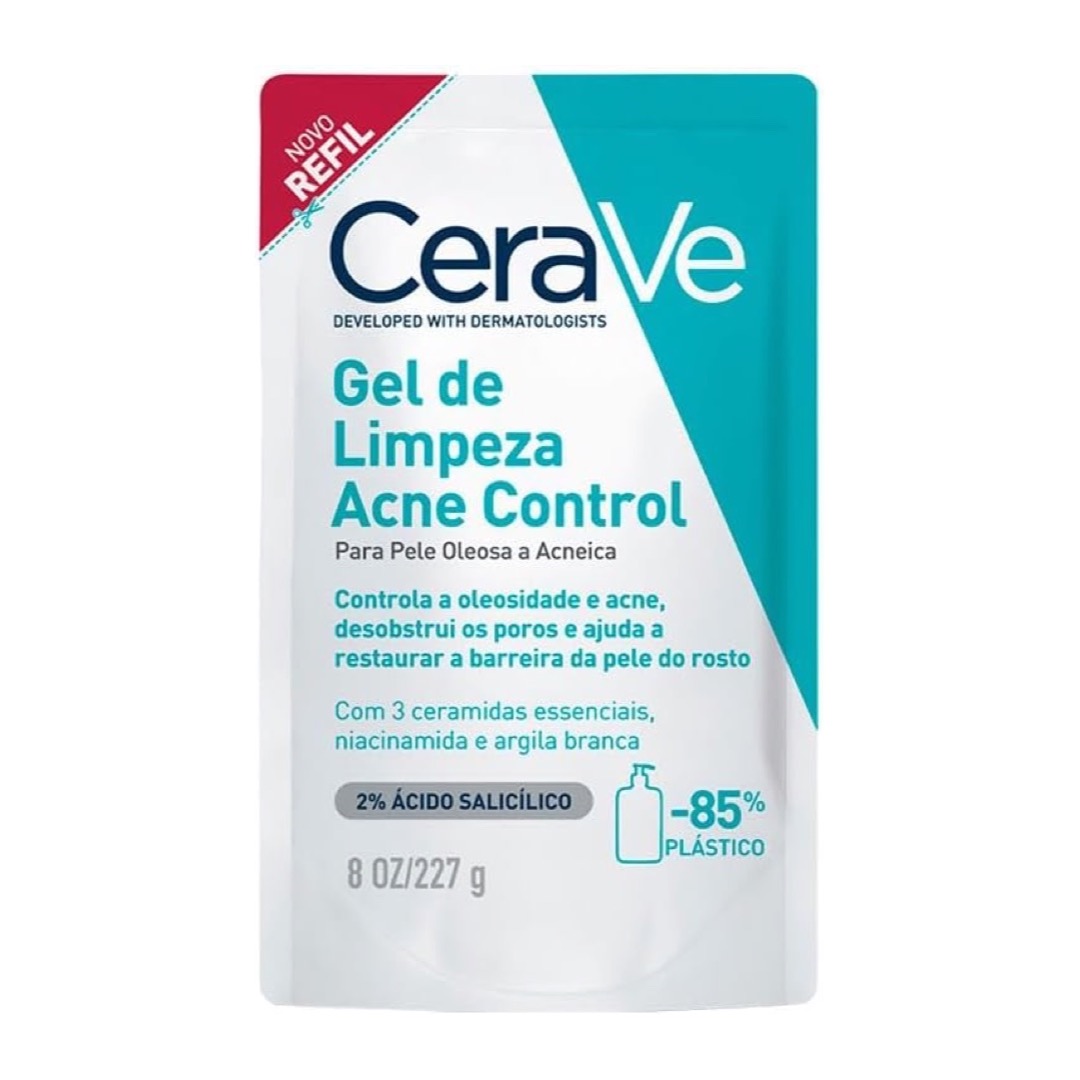 NOVO
REFIL
CeraVe
DEVELOPED WITH DERMATOLOGISTS
Gel de
Limpeza
Acne Control
Para Pele Oleosa a Acneica
Controla a oleosidade e acne,
desobstrui os poros e ajuda a
restaurar a barreira da pele do rosto
Com 3 ceramidas essenciais,
niacinamida e argila branca
2% ÁCIDO SALICÍLICO
-85%
PLÁSTICO
8 OZ/227 g